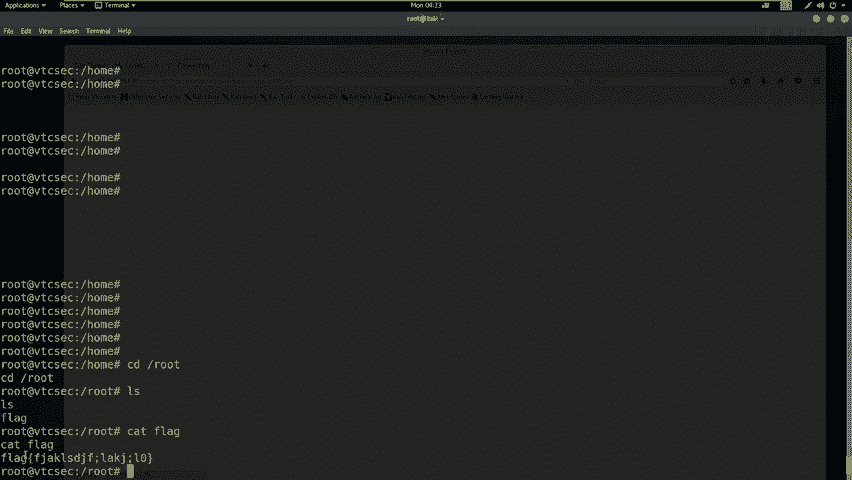 Applications Places Terminal Mon 04:23
File Edit View Search Terminal Help
root@vtcsec:/home#
root@vtcsec:/home#
root@vtcsec:/home#
root@vtcsec:/home#
root@vtcsec:/home#
root@vtcsec:/home#
root@vtcsec:/home#
root@vtcsec:/home#
root@vtcsec:/home#
root@vtcsec:/home#
root@vtcsec:/home#
root@vtcsec:/home#
root@vtcsec:/home# cd /root
cd /root
root@vtcsec:/root# ls
ls
flag
root@vtcsec:/root# cat flag
cat flag
flag{fjaklsdjf;lakj;l0}
root@vtcsec:/root#